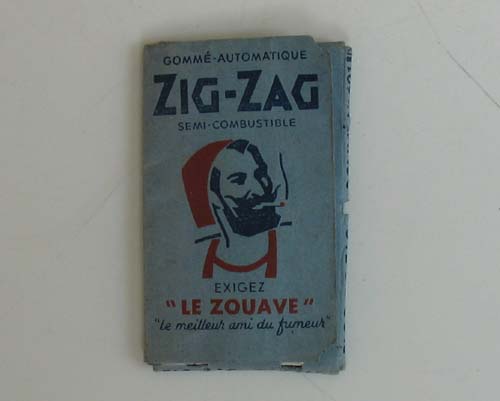 GOMMÉ-AUTOMATIQUE
ZIG-ZAG
SEMI-COMBUSTIBLE
EXIGEZ
"LE ZOUAVE"
"le meilleur ami du fumeur"